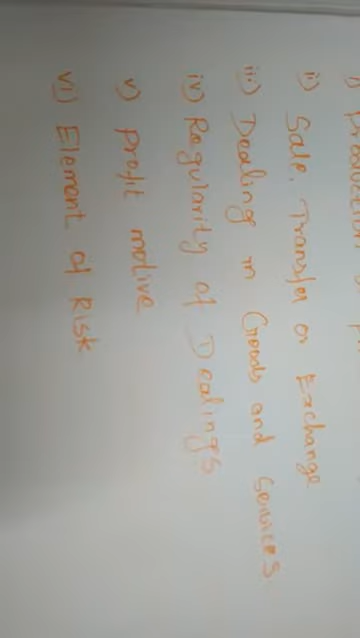 ii) Sale, Transfer or Exchange
iii) Dealing in Goods and Services
iv) Regularity of Dealings
v) Profit motive
vi) Element of Risk